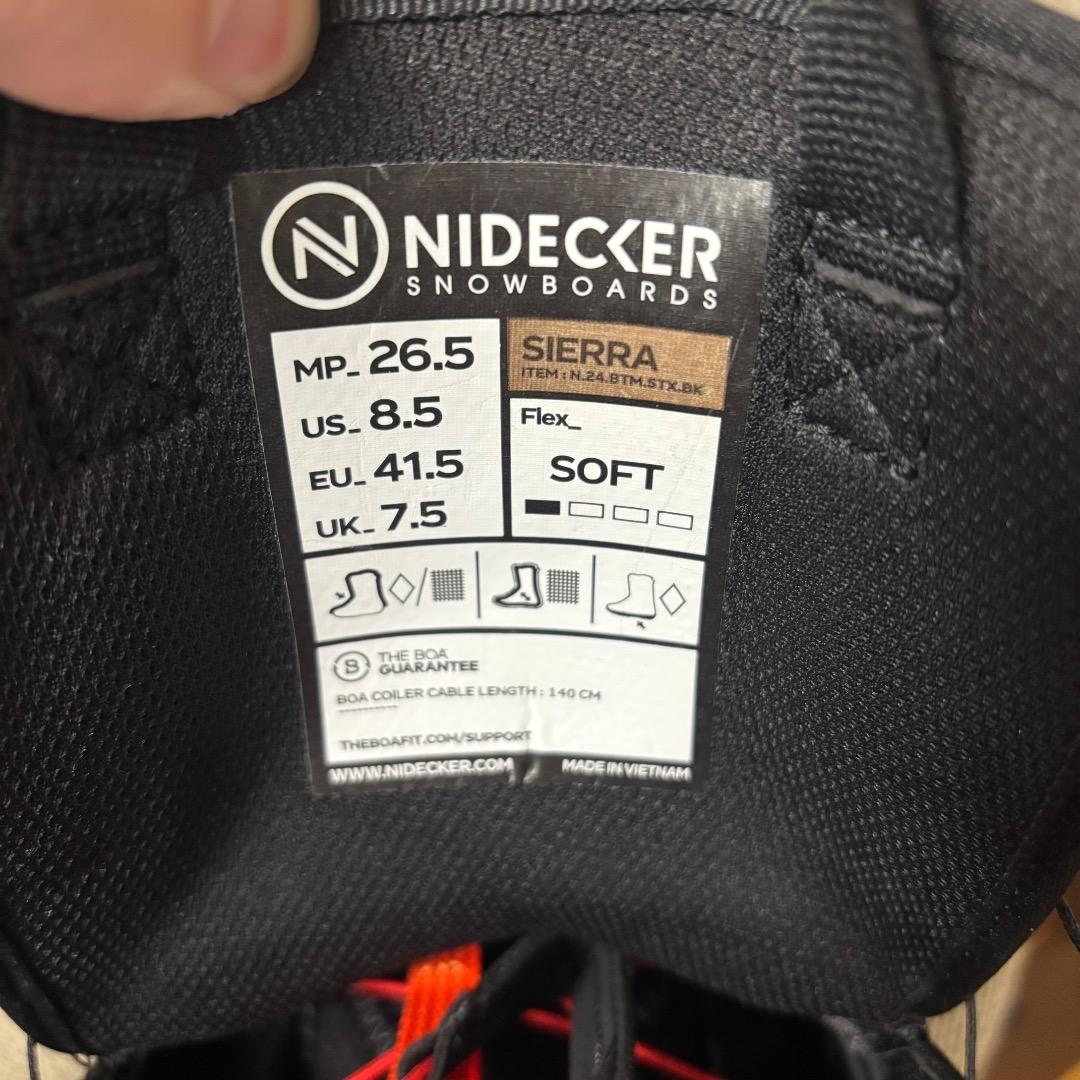 NIDECKER
SNOWBOARDS
MP_ 26.5
US_ 8.5
EU_ 41.5
UK_ 7.5
SIERRA
ITEM : N.24.BTM.STX.BK
Flex_
SOFT
THE BOA
GUARANTEE
BOA COILER CABLE LENGTH : 140 CM
THEBOAFIT.COM/SUPPORT
WWW.NIDECKER.COM
MADE IN VIETNAM